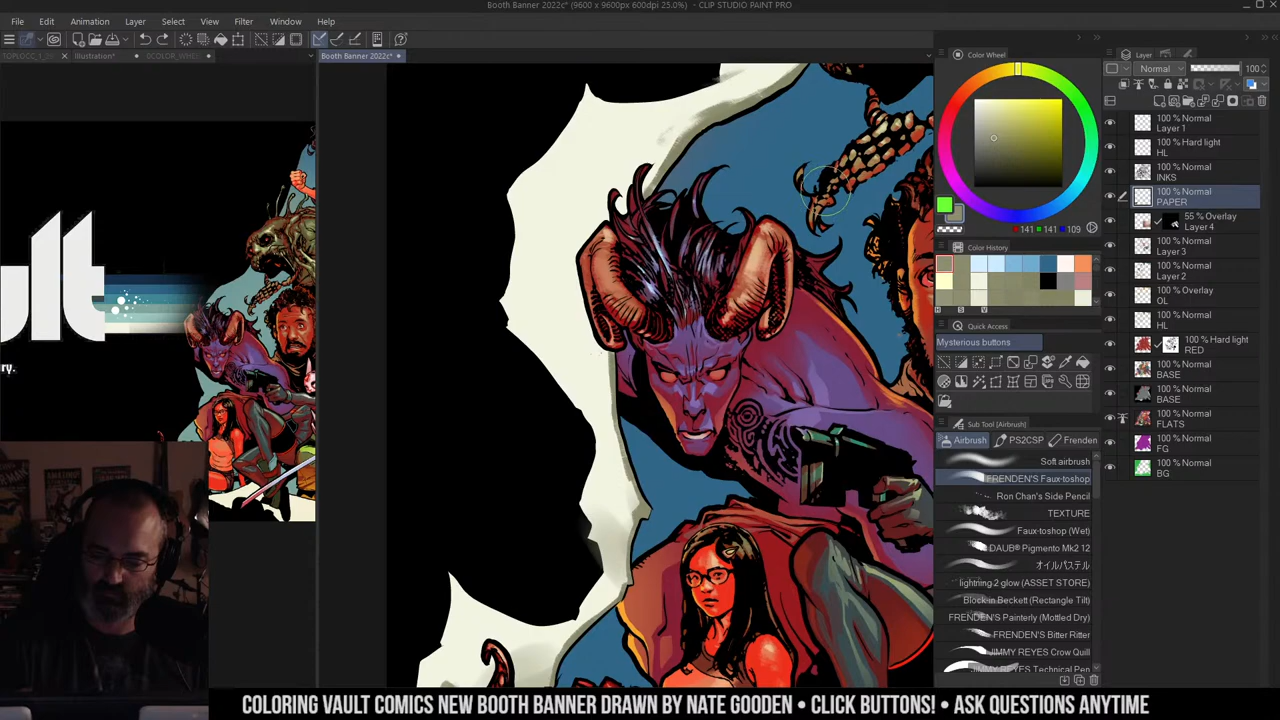 Booth Banner 2022c* (9600 x 9600px 600dpi 25.0%) - CLIP STUDIO PAINT PRO
File Edit Animation Layer Select View Filter Window Help
Illustration*
Booth Banner 2022c*
ult
ry.
Color Wheel
141 141 109
Color History
H S V
Quick Access
Mysterious buttons
Sub Tool [Airbrush]
Airbrush PS2CSP Frenden
Soft airbrush
FRENDEN'S Faux-toshop
Ron Chan's Side Pencil
TEXTURE
Faux-toshop (Wet)
DAUB® Pigmento Mk2 12
オイルパステル
lightning 2 glow (ASSET STORE)
Block-in Beckett (Rectangle Tilt)
FRENDEN's Painterly (Mottled Dry)
FRENDEN's Bitter Ritter
JIMMY REYES Crow Quill
JIMMY REYES Technical Pen
Layer
Normal 100
100 % Normal
Layer 1
100 % Hard light
HL
100 % Normal
INKS
100 % Normal
PAPER
55 % Overlay
Layer 4
100 % Normal
Layer 3
100 % Normal
Layer 2
100 % Overlay
OL
100 % Normal
HL
100 % Hard light
RED
100 % Normal
BASE
100 % Normal
BASE
100 % Normal
FLATS
100 % Normal
FG
100 % Normal
BG
COLORING VAULT COMICS NEW BOOTH BANNER DRAWN BY NATE GOODEN • CLICK BUTTONS! • ASK QUESTIONS ANYTIME